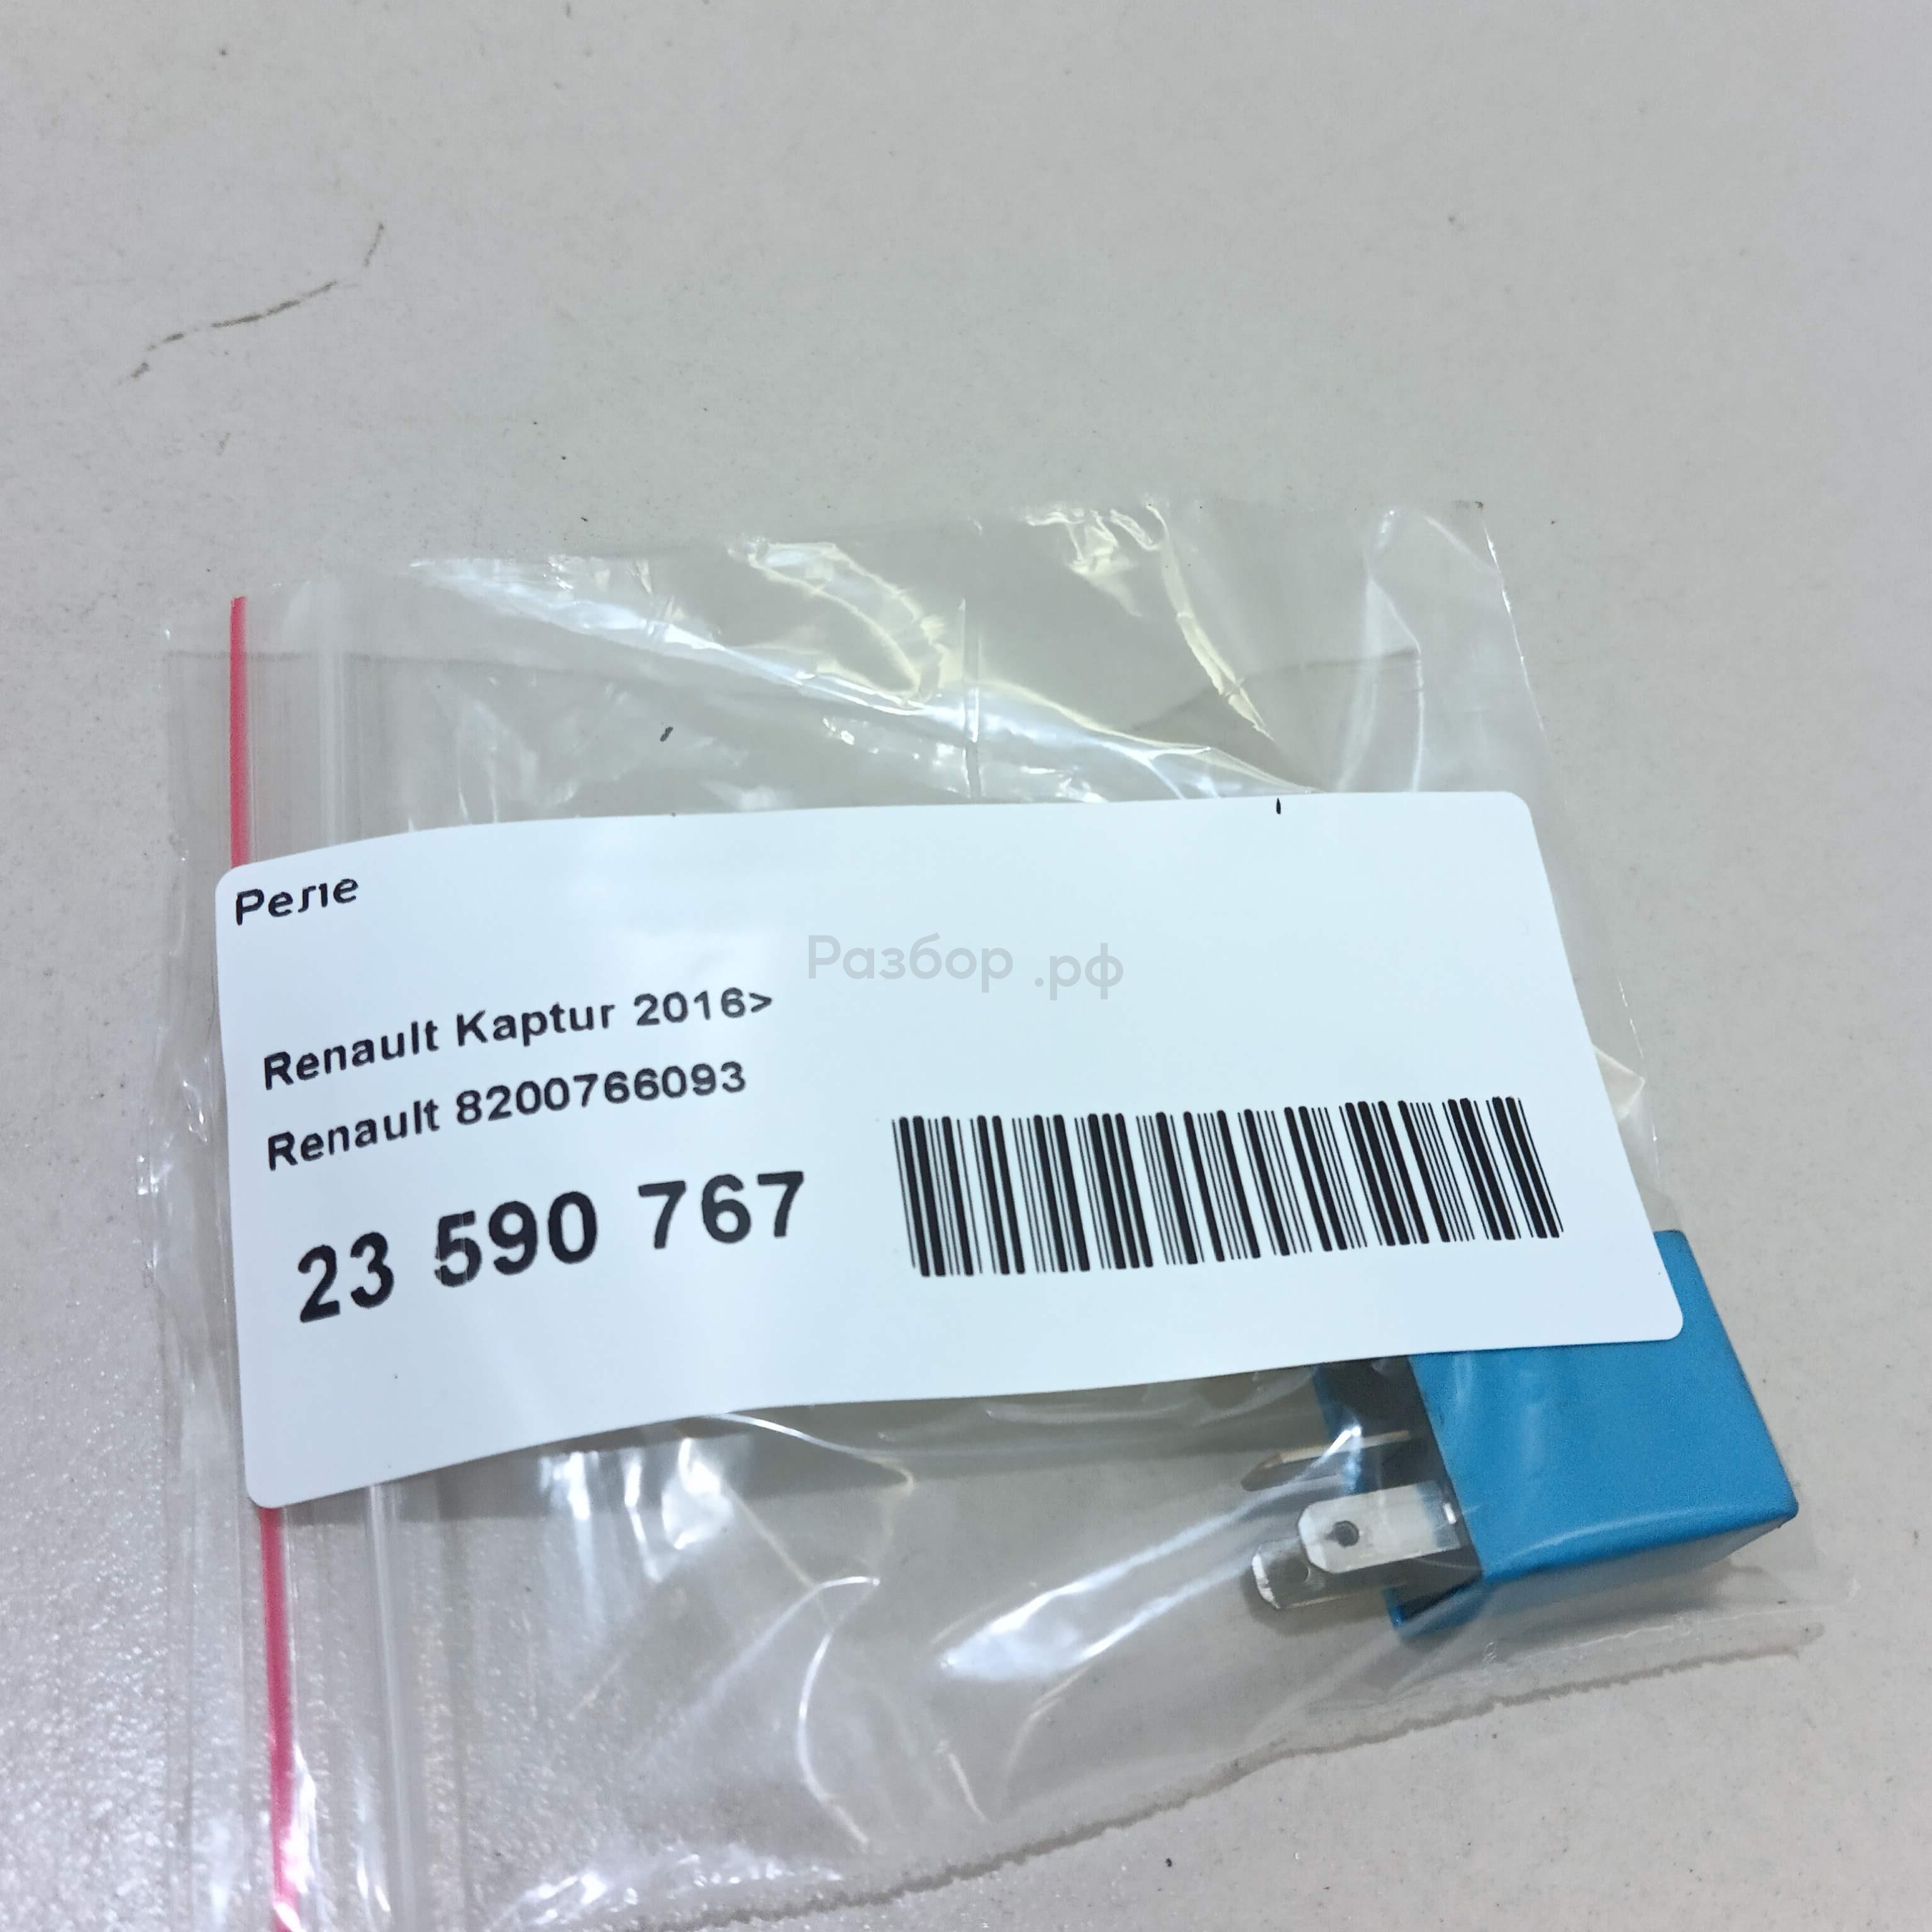 Реле
Разбор .рф
Renault Kaptur 2016>
Renault 8200766093
23 590 767